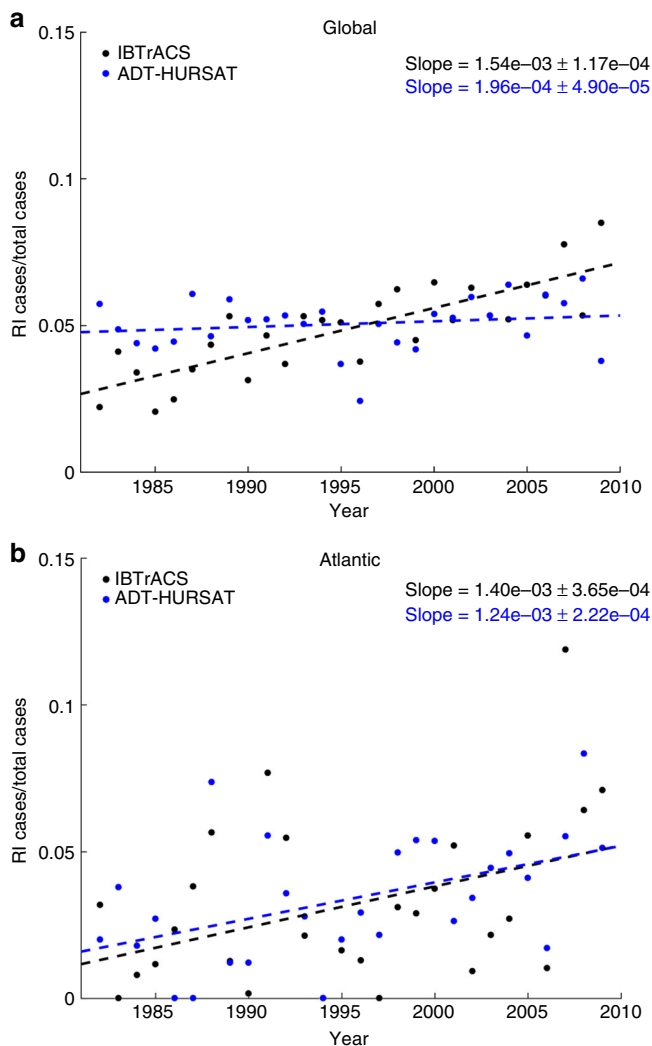 a
Global
IBTrACS
ADT-HURSAT
Slope = 1.54e–03 ± 1.17e–04
Slope = 1.96e–04 ± 4.90e–05
0.15
0.1
0.05
0
RI cases/total cases
1985 1990 1995 2000 2005 2010
Year
b
Atlantic
IBTrACS
ADT-HURSAT
Slope = 1.40e–03 ± 3.65e–04
Slope = 1.24e–03 ± 2.22e–04
0.15
0.1
0.05
0
RI cases/total cases
1985 1990 1995 2000 2005 2010
Year